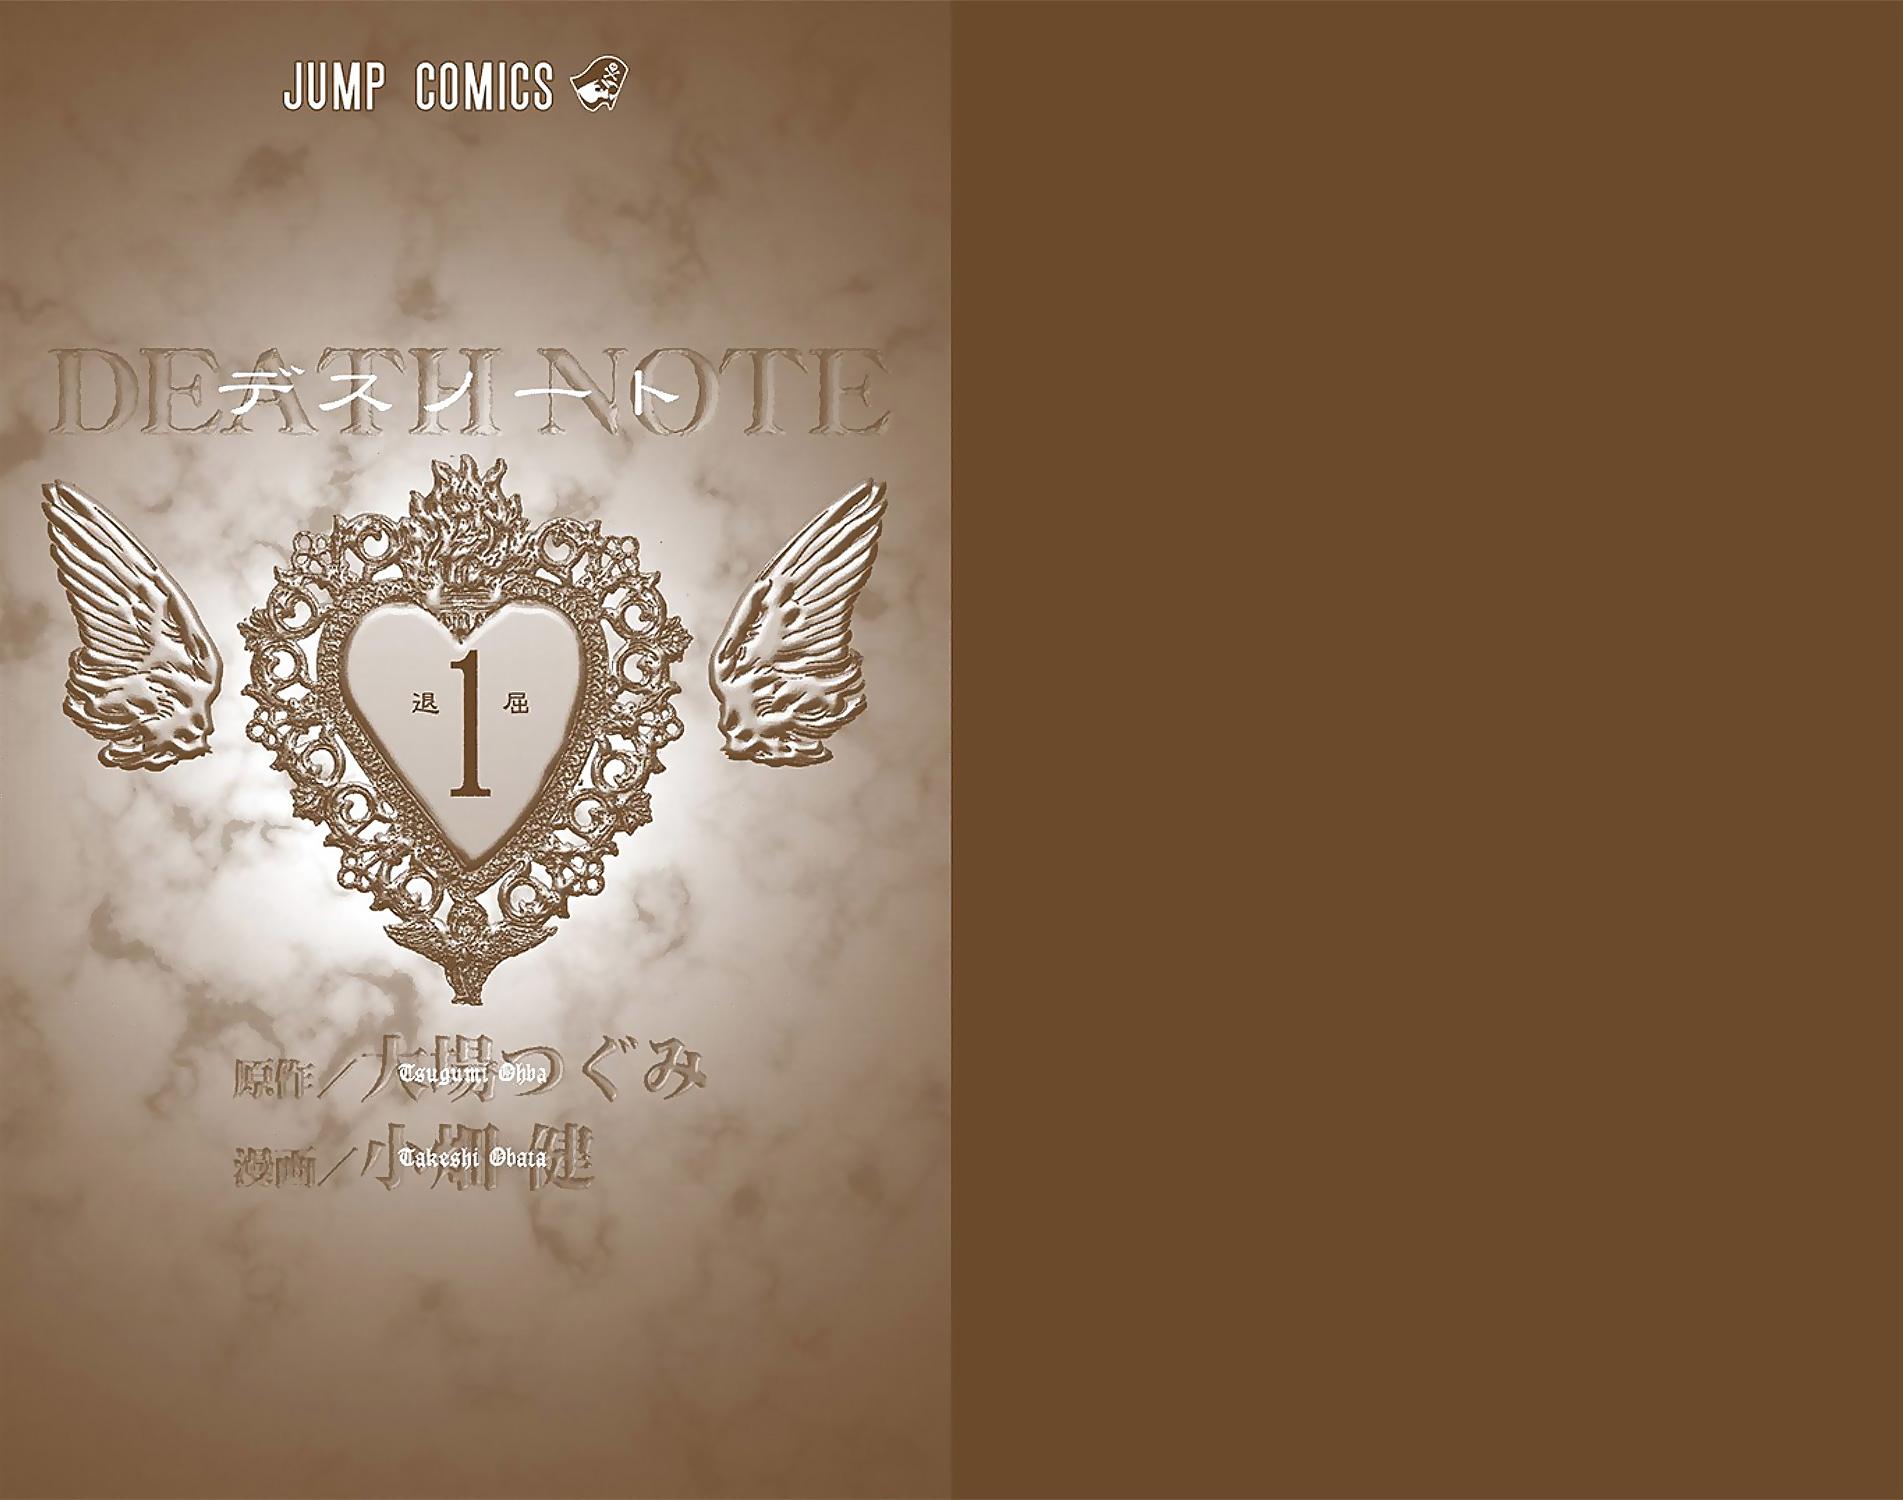 JUMP COMICS
DEATH NOTE
デスノート
退 1 屈
原作／大場つぐみ
Tsugumi Ohba
漫画／小畑 健
Takeshi Obata